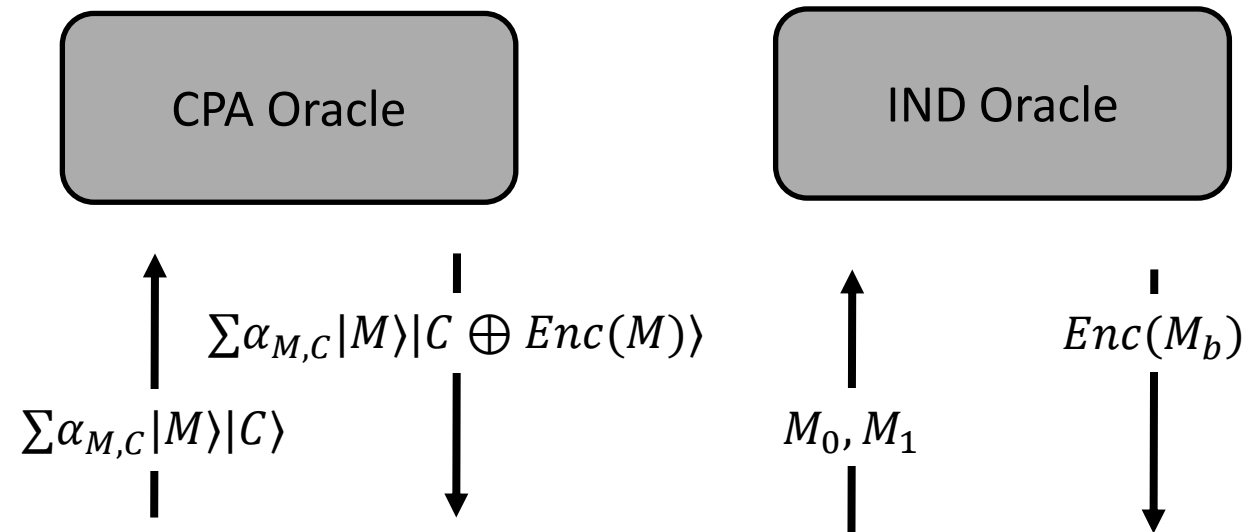 CPA Oracle
IND Oracle
∑α_{M,C}|M⟩|C ⊕ Enc(M)⟩
Enc(M_b)
∑α_{M,C}|M⟩|C⟩
M_0, M_1